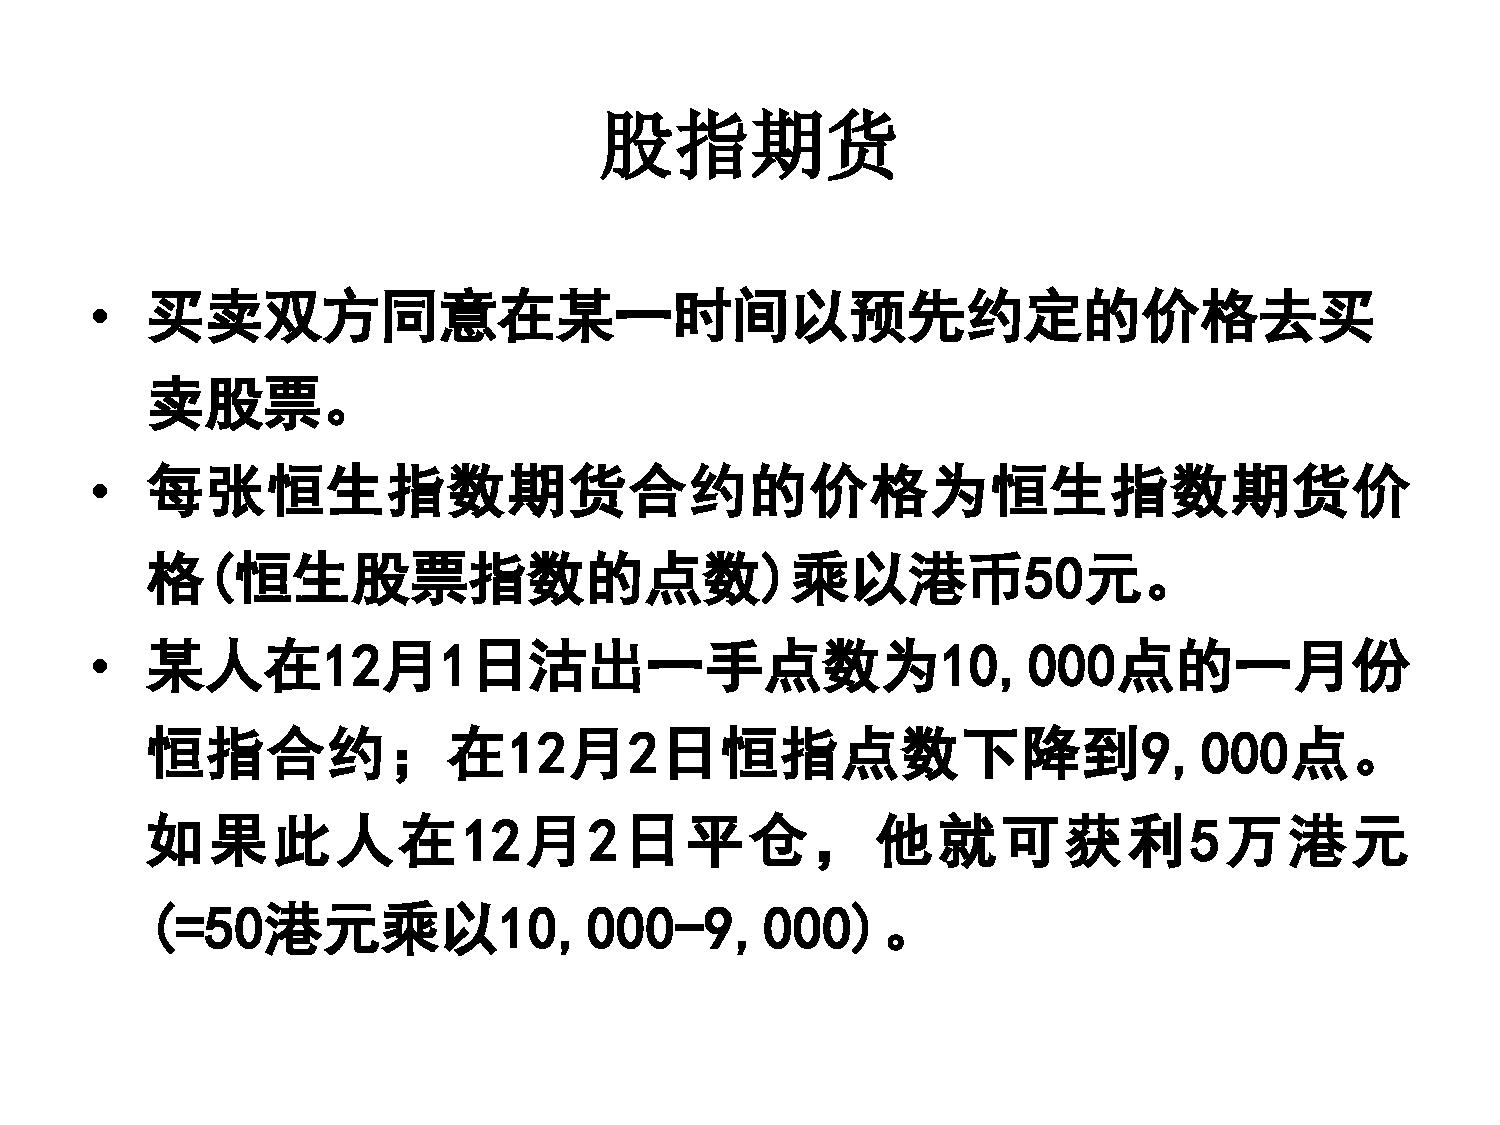 股指期货
• 买卖双方同意在某一时间以预先约定的价格去买
卖股票。
• 每张恒生指数期货合约的价格为恒生指数期货价
格(恒生股票指数的点数)乘以港币50元。
• 某人在12月1日沽出一手点数为10,000点的一月份
恒指合约；在12月2日恒指点数下降到9,000点。
如果此人在12月2日平仓，他就可获利5万港元
(=50港元乘以10,000-9,000)。